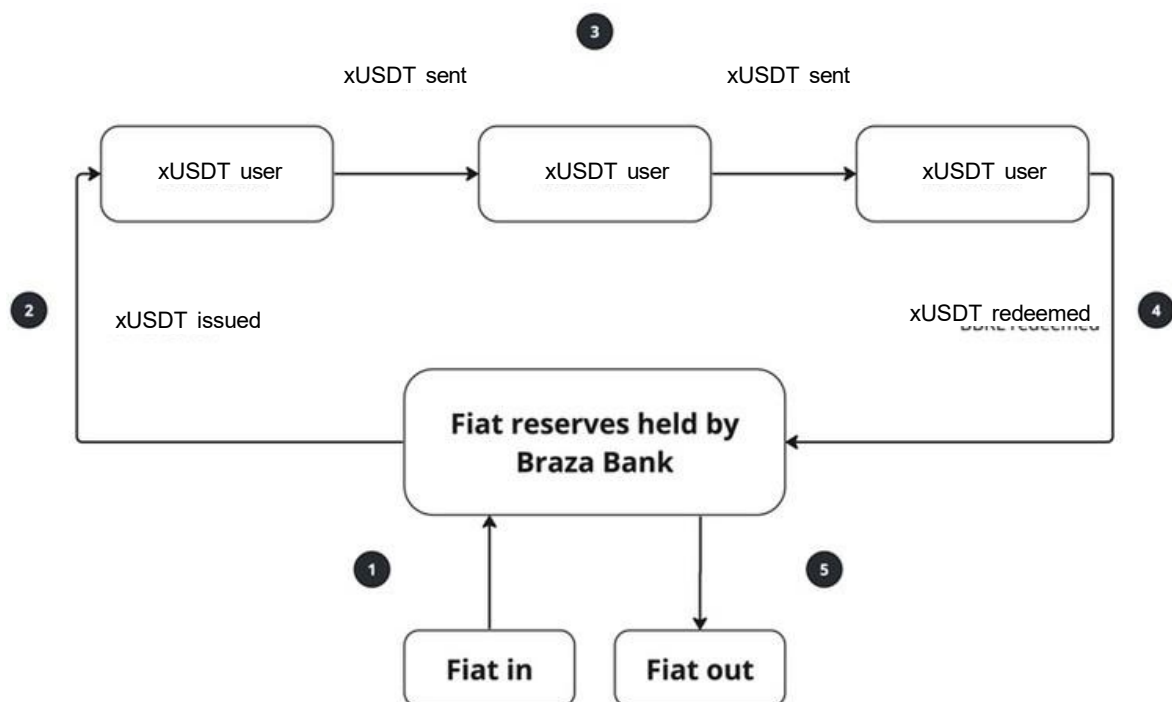 3
xUSDT sent
xUSDT sent
xUSDT user
xUSDT user
xUSDT user
2
xUSDT issued
xUSDT redeemed
4
Fiat reserves held by
Braza Bank
1
5
Fiat in
Fiat out